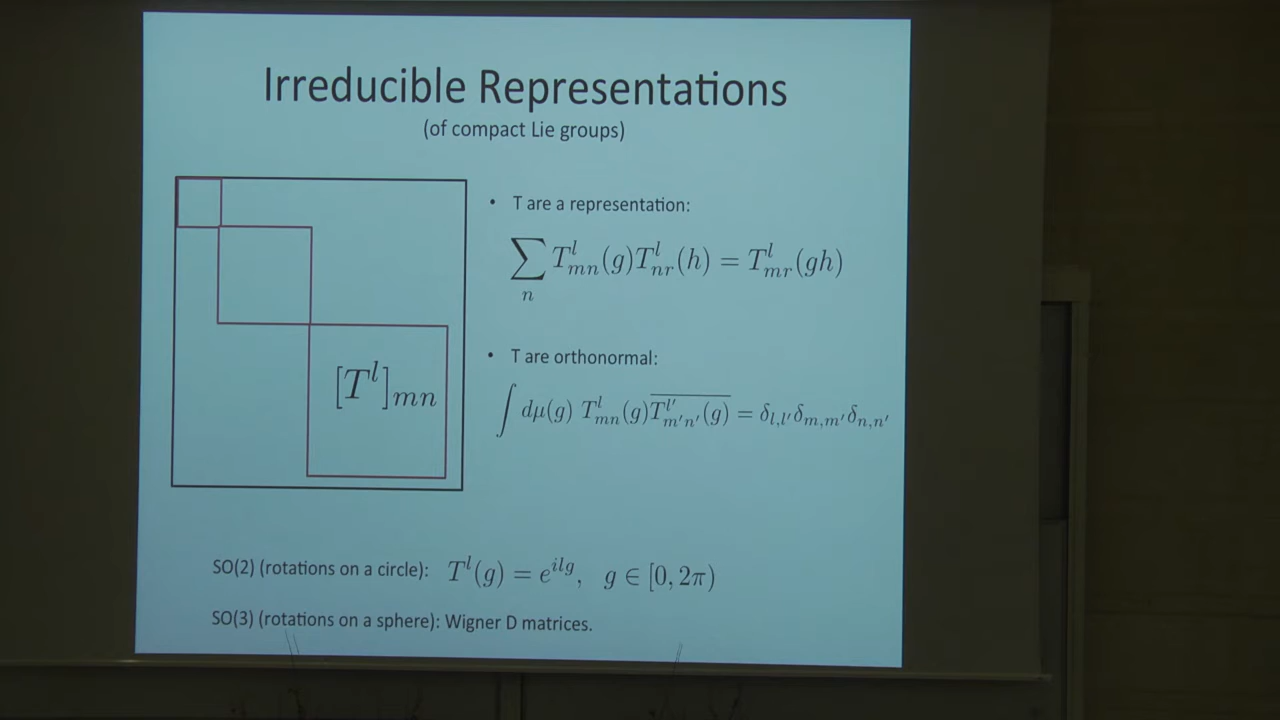 Irreducible Representations
(of compact Lie groups)
• T are a representation:
∑_n T^l_{mn}(g)T^l_{nr}(h) = T^l_{mr}(gh)
• T are orthonormal:
∫ dμ(g) T^l_{mn}(g)\overline{T^{l'}_{m'n'}(g)} = δ_{l,l'}δ_{m,m'}δ_{n,n'}
[T^l]_{mn}
SO(2) (rotations on a circle): T^l(g) = e^{ilg}, g ∈ [0, 2π)
SO(3) (rotations on a sphere): Wigner D matrices.